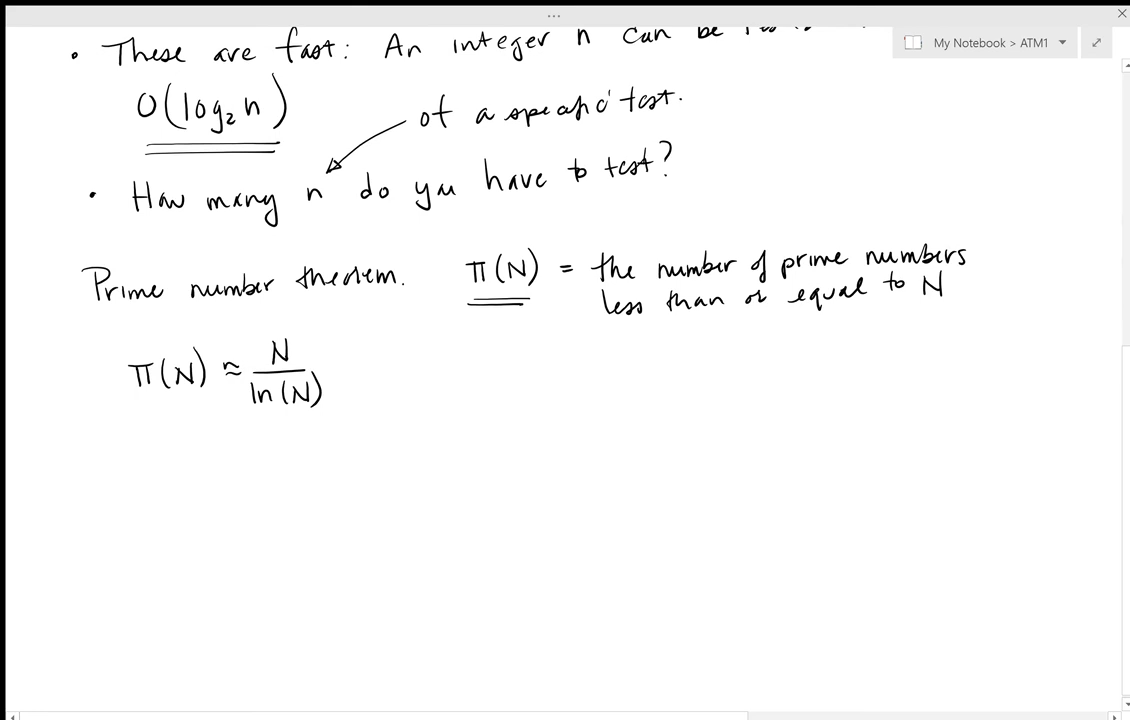 ...
• These are fast: An integer n can be
My Notebook > ATM1
O(log₂ n)
of a specific test.
• How many n do you have to test?
Prime number theorem. π(N) = the number of prime numbers
less than or equal to N
π(N) ≈ N / ln(N)